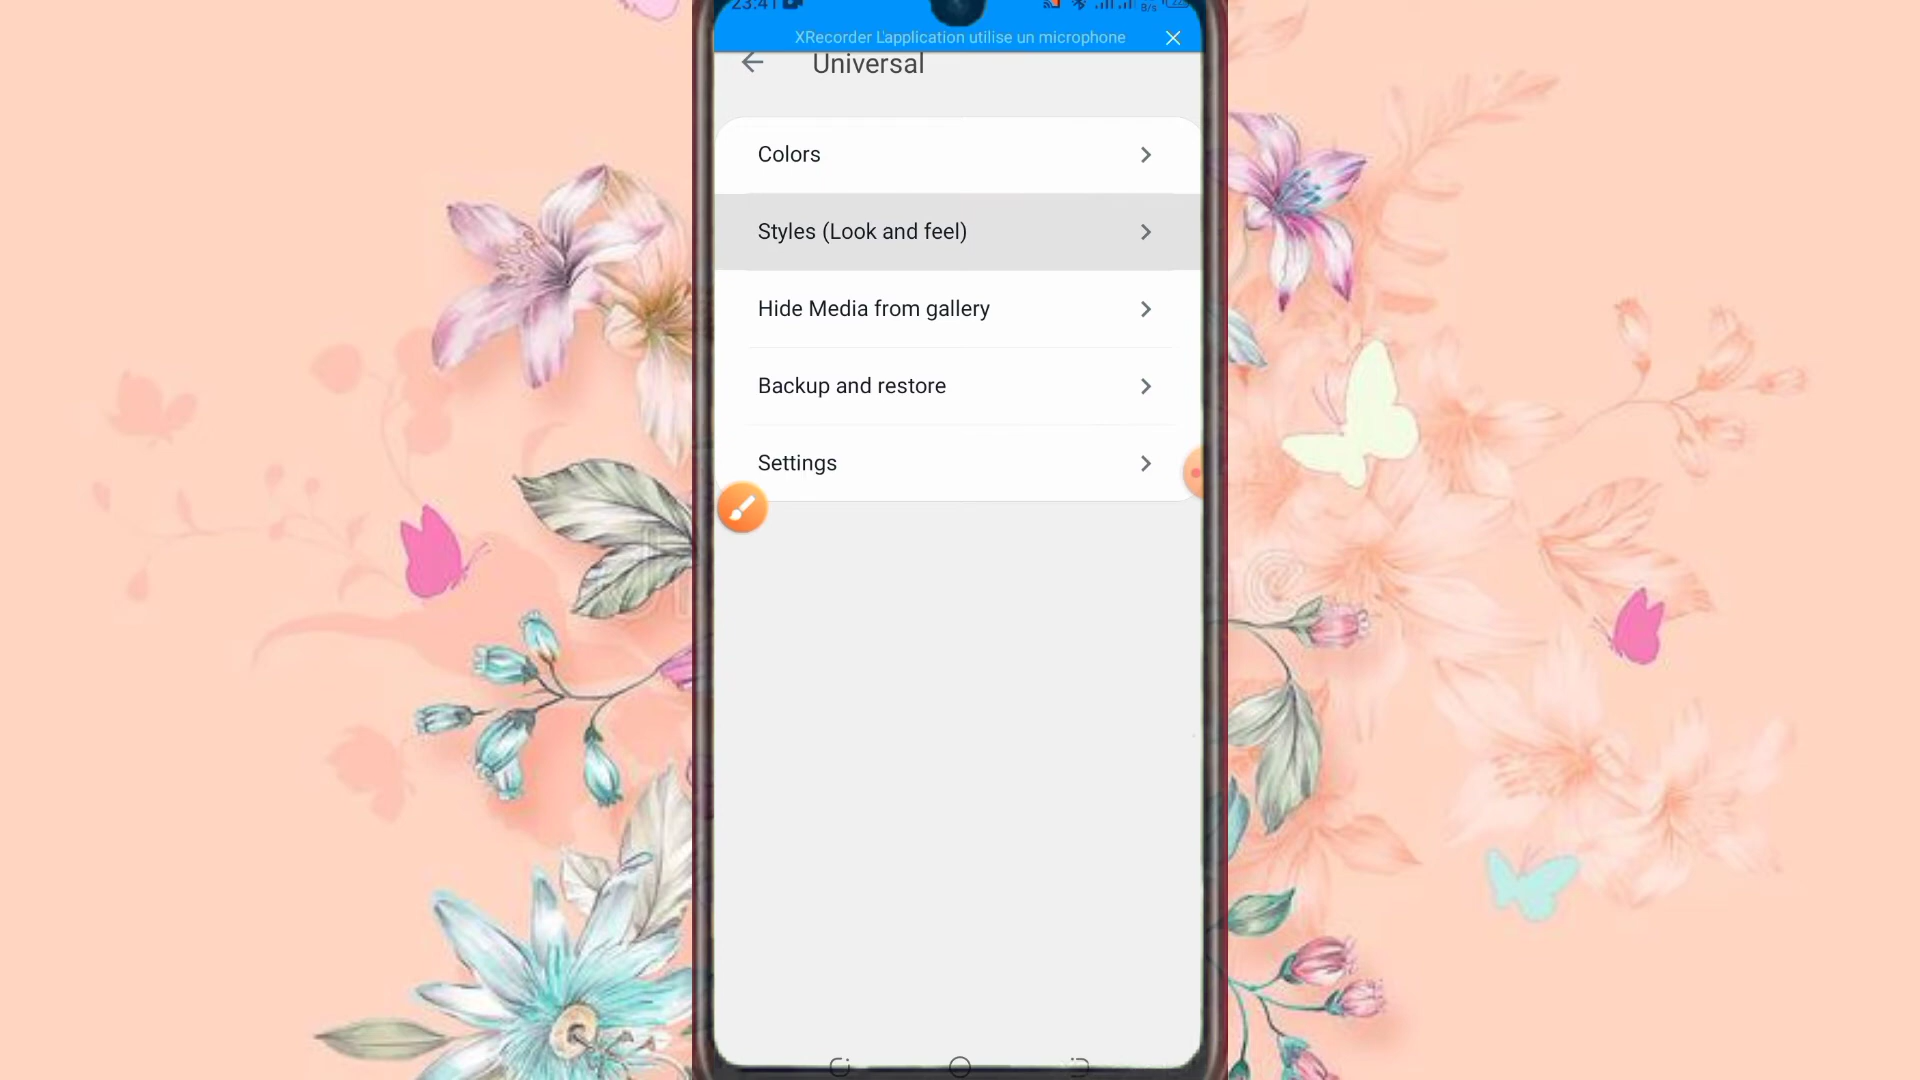 23:41
B/s
XRecorder L'application utilise un microphone
Universal
Colors
Styles (Look and feel)
Hide Media from gallery
Backup and restore
Settings